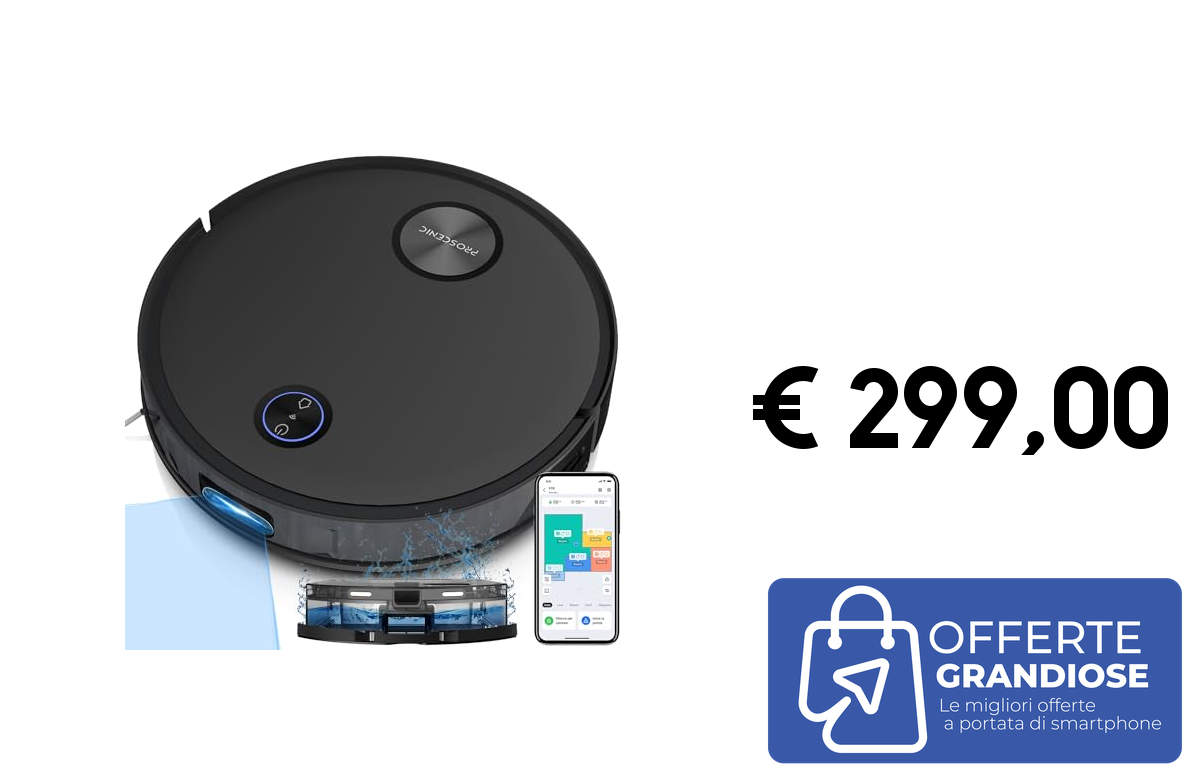 PROSCENIC
€ 299,00
OFFERTE
GRANDIOSE
Le migliori offerte
a portata di smartphone